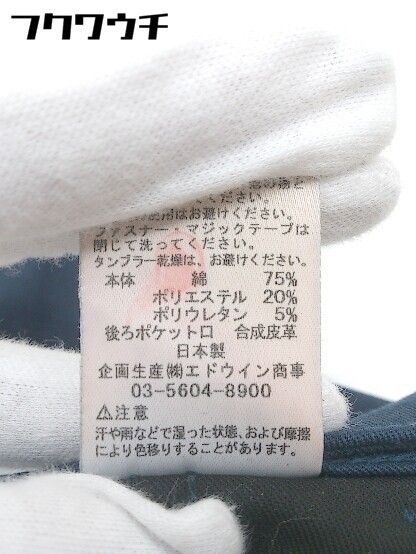 フクワウチ
ください。
使用はお避けください。
ファスナー・マジックテープは
閉じて洗ってください。
タンブラー乾燥は、お避けください。
本体 綿 75%
ポリエステル 20%
ポリウレタン 5%
後ろポケット口 合成皮革
日本製
企画生産㈱エドウイン商事
03-5604-8900
⚠注意
汗や雨などで湿った状態、および摩擦
により色移りすることがあります。